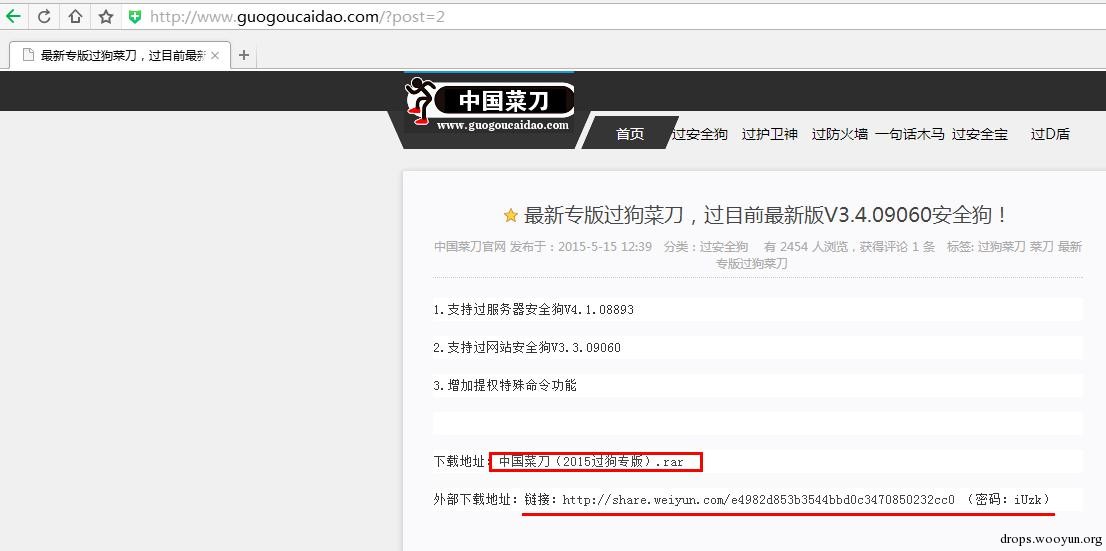 http://www.guogoucaidao.com/?post=2
最新专版过狗菜刀，过目前最新
中国菜刀
www.guogoucaidao.com
首页 过安全狗 过护卫神 过防火墙 一句话木马 过安全宝 过D盾
最新专版过狗菜刀，过目前最新版V3.4.09060安全狗！
中国菜刀官网 发布于：2015-5-15 12:39 分类：过安全狗 有 2454 人浏览，获得评论 1 条 标签: 过狗菜刀 菜刀 最新
专版过狗菜刀
1.支持过服务器安全狗V4.1.08893
2.支持过网站安全狗V3.3.09060
3.增加提权特殊命令功能
下载地址：中国菜刀（2015过狗专版）.rar
外部下载地址：链接：http://share.weiyun.com/e4982d853b3544bbd0c3470850232cc0 （密码：iUzk）
drops.wooyun.org